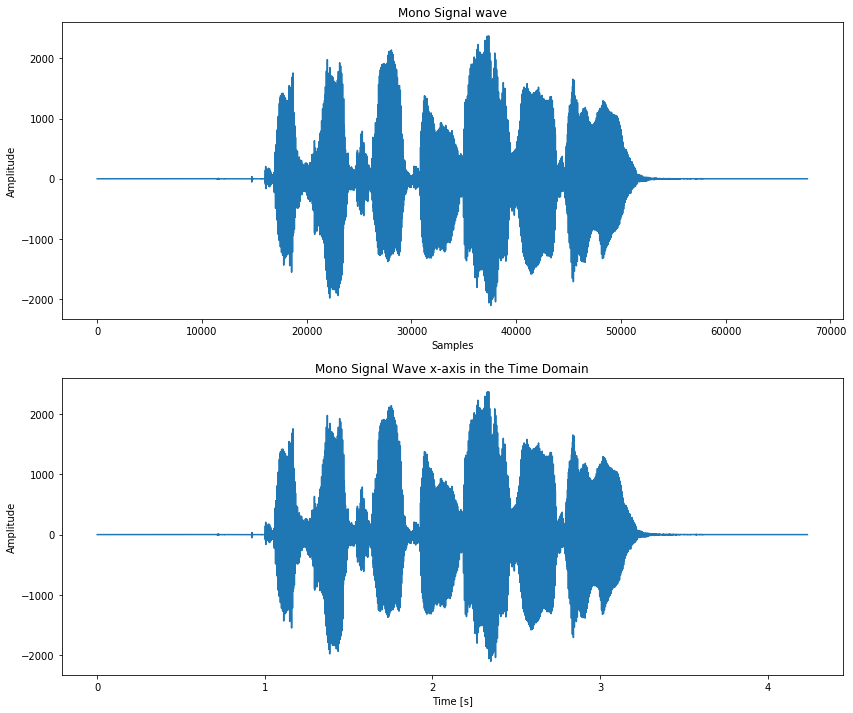 Mono Signal wave
2000
1000
0
−1000
−2000
Amplitude
0 10000 20000 30000 40000 50000 60000 70000
Samples
Mono Signal Wave x-axis in the Time Domain
2000
1000
0
−1000
−2000
Amplitude
0 1 2 3 4
Time [s]